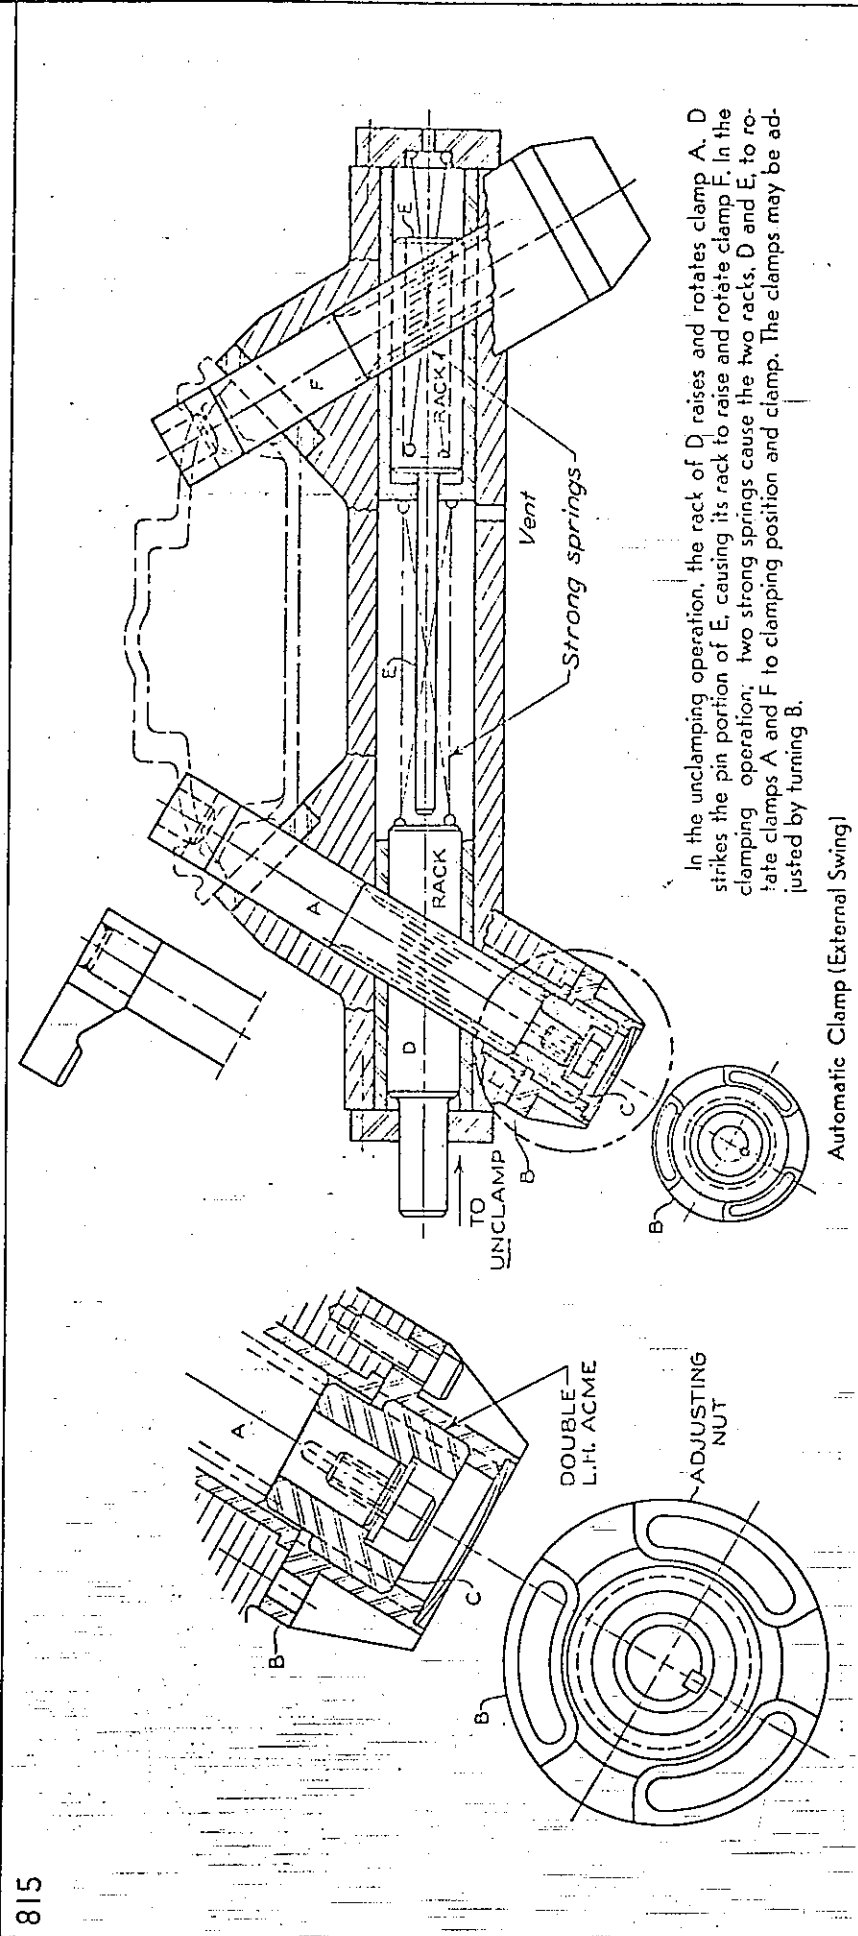 815
A
B
C
DOUBLE
L.H. ACME
B
ADJUSTING
NUT
A
D
RACK
E
Strong springs
Vent
RACK
E
F
TO
UNCLAMP
B
C
B
In the unclamping operation, the rack of D raises and rotates clamp A. D
strikes the pin portion of E, causing its rack to raise and rotate clamp F. In the
clamping operation, two strong springs cause the two racks, D and E, to ro-
tate clamps A and F to clamping position and clamp. The clamps may be ad-
justed by turning B.
Automatic Clamp (External Swing)